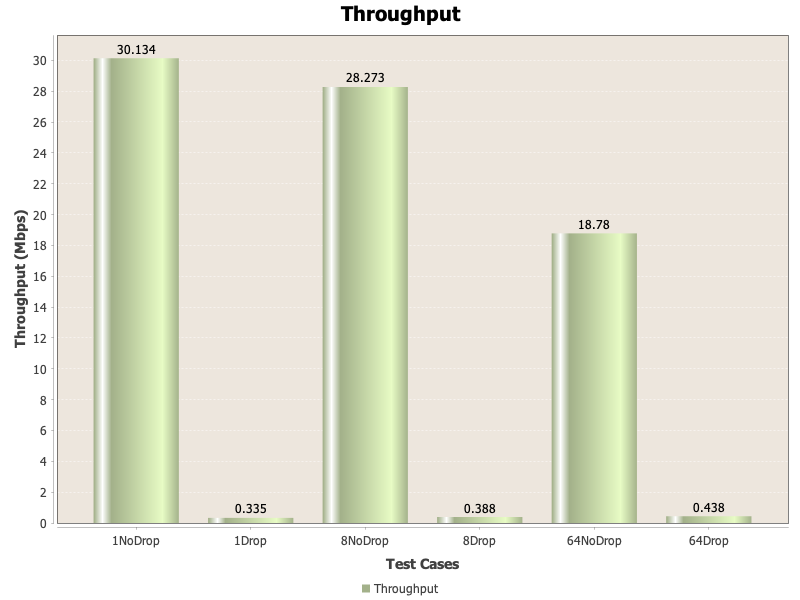 Throughput
Throughput (Mbps)
30
28
26
24
22
20
18
16
14
12
10
8
6
4
2
0
30.134
0.335
28.273
0.388
18.78
0.438
1NoDrop
1Drop
8NoDrop
8Drop
64NoDrop
64Drop
Test Cases
Throughput